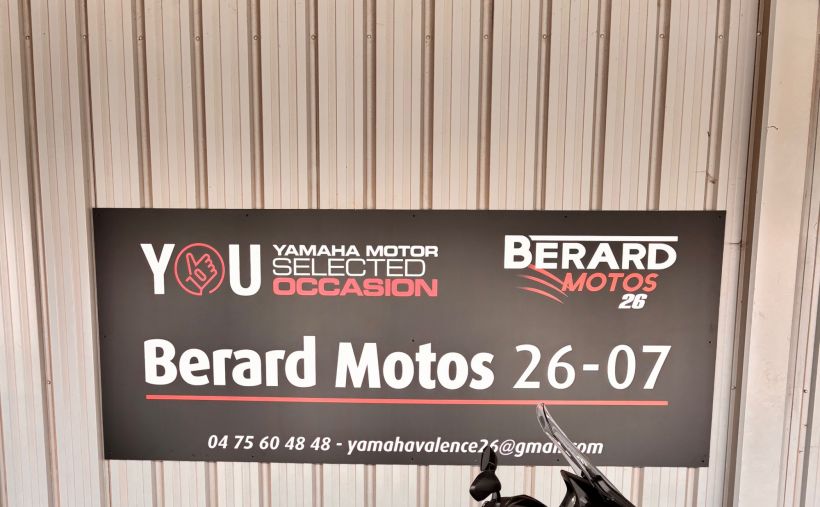 YOU YAMAHA MOTOR
SELECTED
OCCASION
BERARD
MOTOS
26
Berard Motos 26-07
04 75 60 48 48 - yamahavalence26@gmail.com